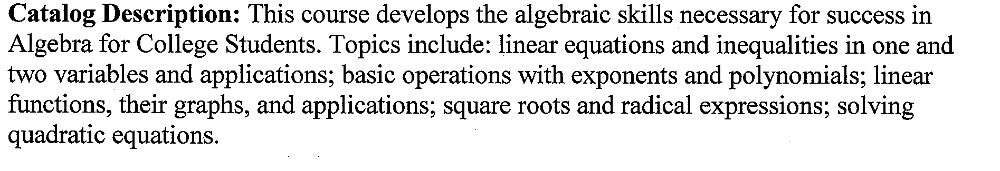 Catalog Description: This course develops the algebraic skills necessary for success in
Algebra for College Students. Topics include: linear equations and inequalities in one and
two variables and applications; basic operations with exponents and polynomials; linear
functions, their graphs, and applications; square roots and radical expressions; solving
quadratic equations.